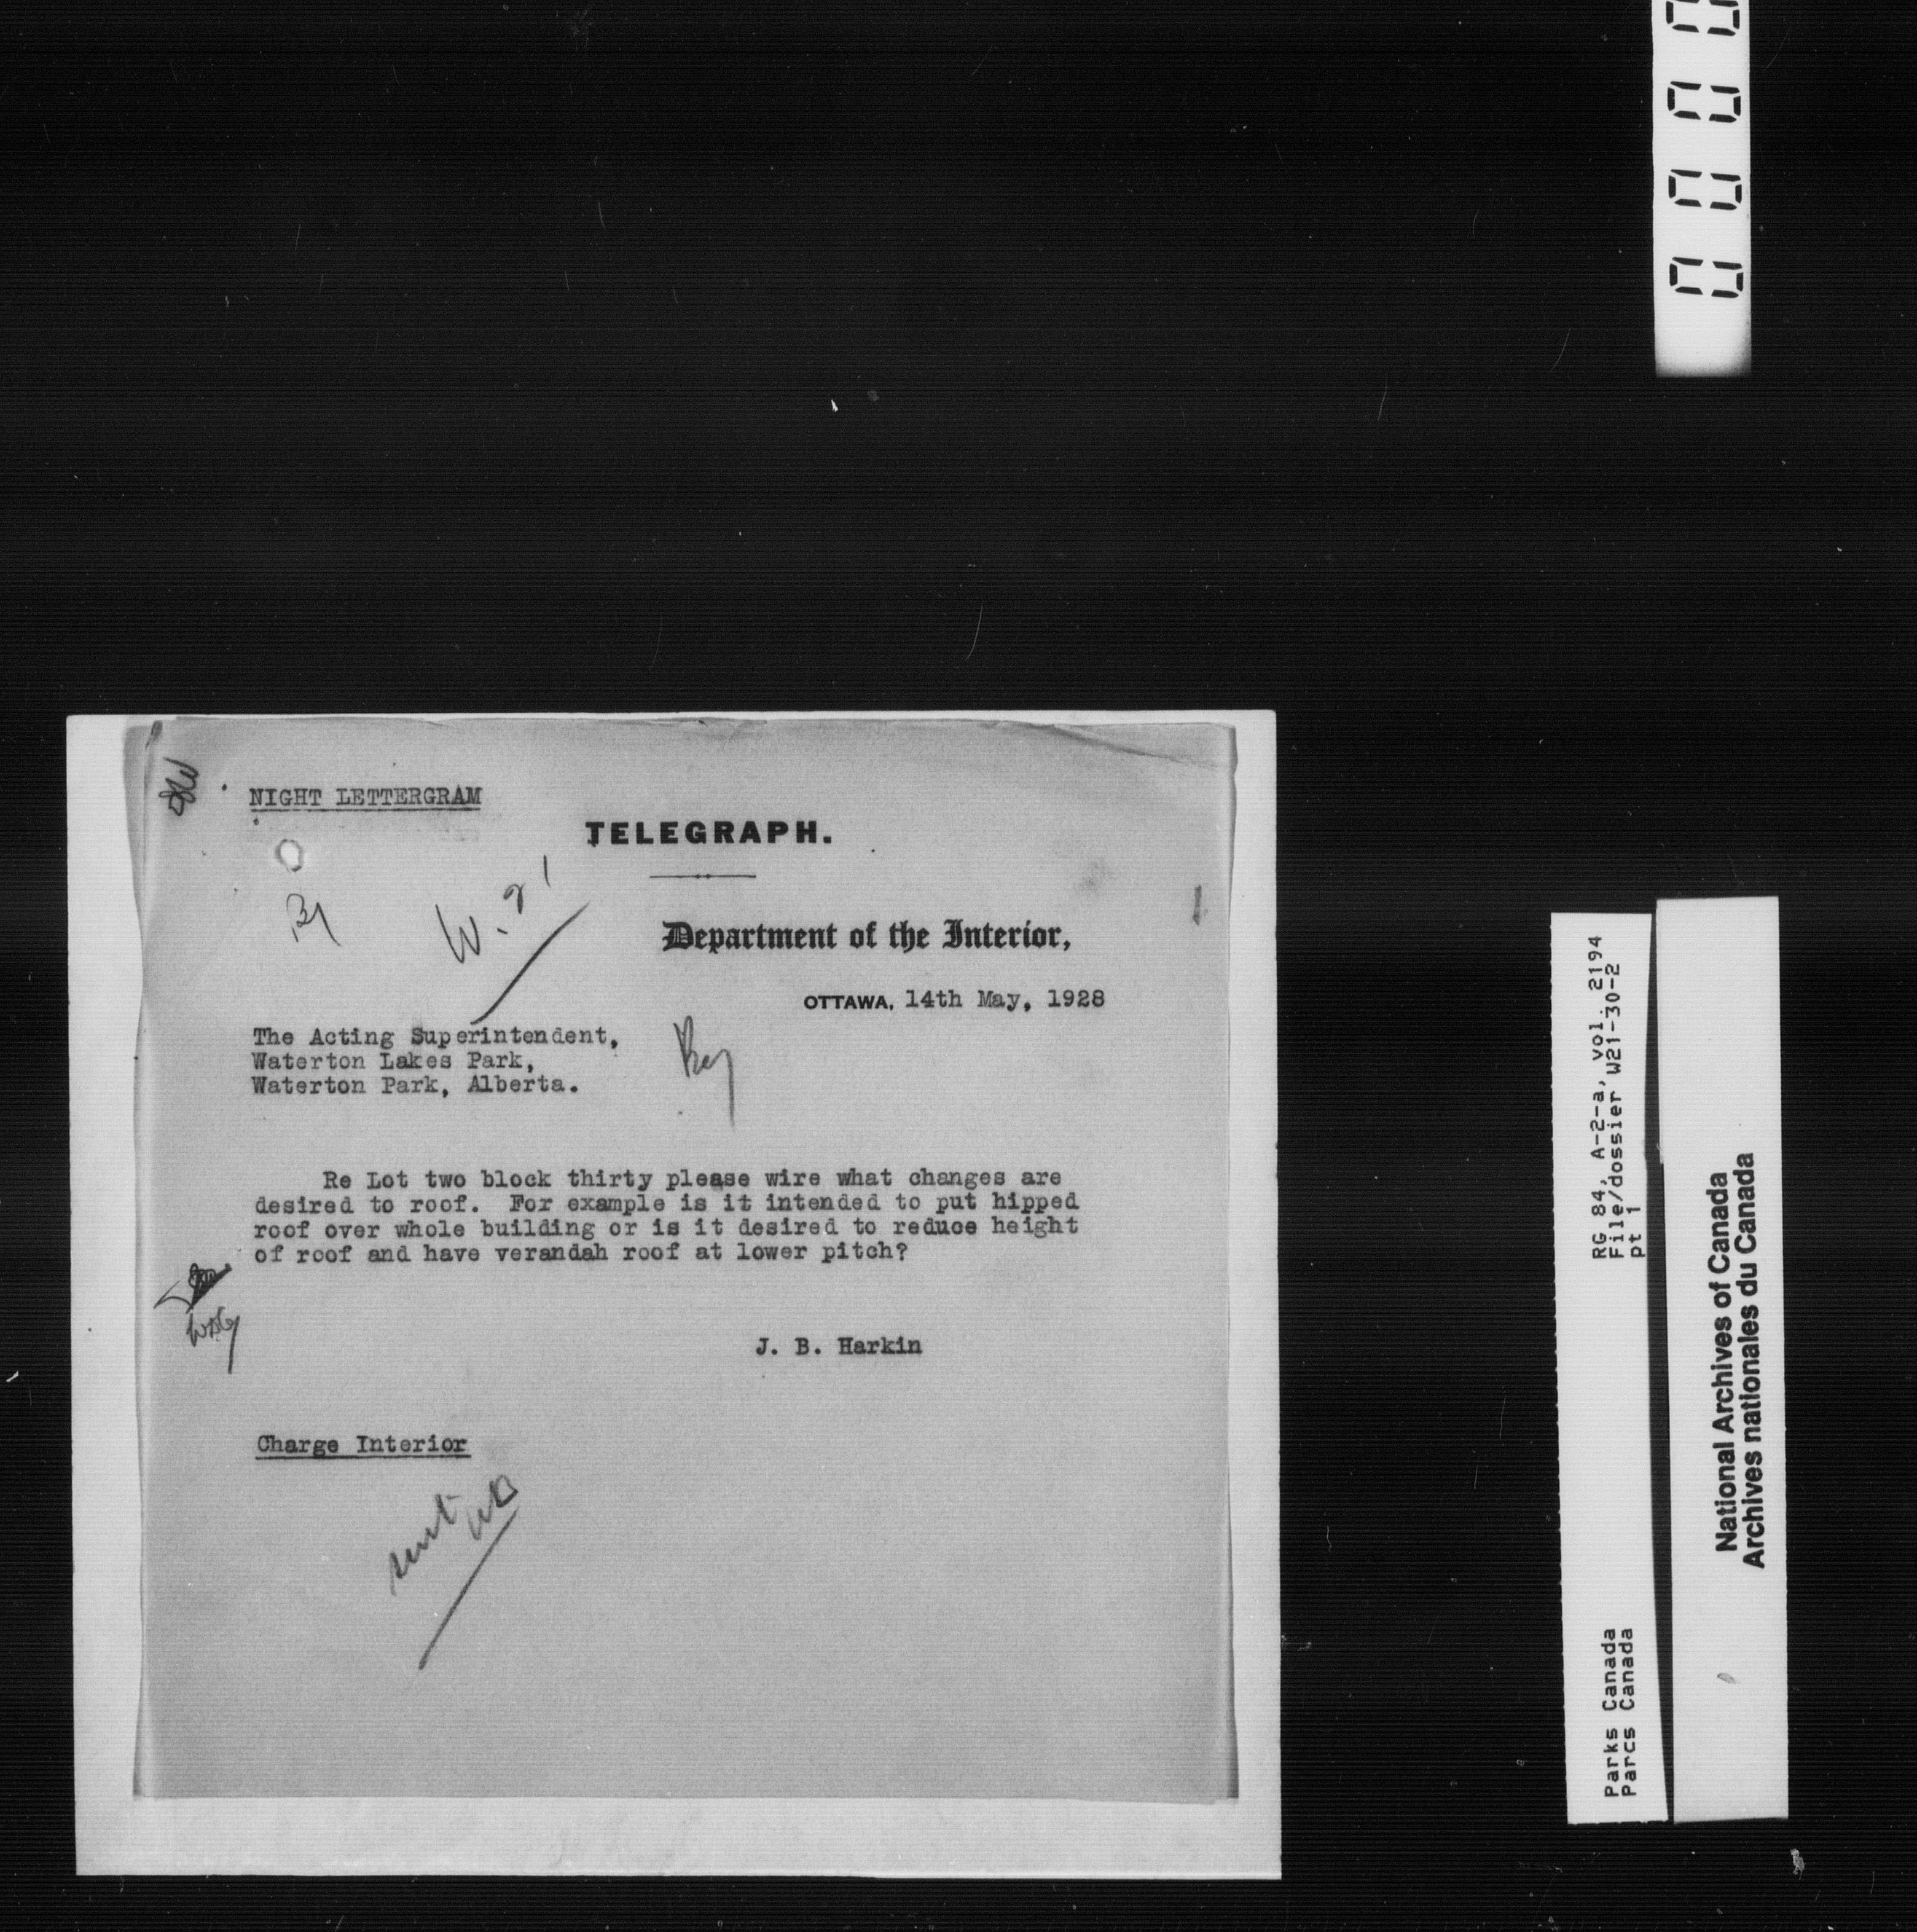 NIGHT LETTERGRAM
TELEGRAPH.
W. 21
Department of the Interior,
OTTAWA, 14th May, 1928
The Acting Superintendent,
Waterton Lakes Park,
Waterton Park, Alberta.
Re Lot two block thirty please wire what changes are
desired to roof. For example is it intended to put hipped
roof over whole building or is it desired to reduce height
of roof and have verandah roof at lower pitch?
J. B. Harkin
Charge Interior
sent
RG 84, A-2-a, vol. 2194
File/dossier W21-30-2
pt 1
Parks Canada
Parcs Canada
National Archives of Canada
Archives nationales du Canada